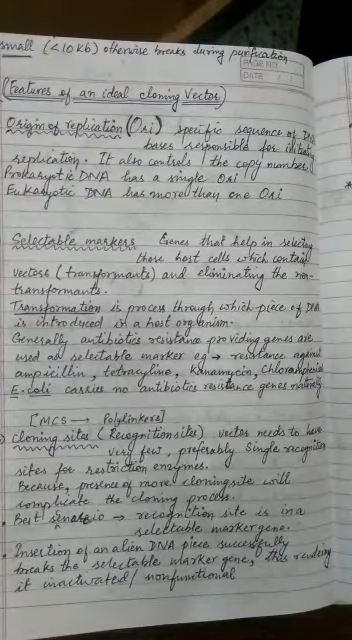 small (<10 Kb) otherwise breaks during purification
PAGE NO.
DATE
(Features of an ideal cloning Vector)
Origin of replication (Ori) specific sequence of DNA
bases responsible for initiating
replication. It also controls the copy number.
Prokaryotic DNA has a single Ori
Eukaryotic DNA has more than one Ori
Selectable markers Genes that help in selecting
those host cells which contain
vectors (transformants) and eliminating the non-
transformants.
Transformation is process through which piece of DNA
is introduced in a host organism.
Generally antibiotics resistance providing genes are
used as selectable marker eg → resistance against
ampicillin, tetracyline, Kanamycin, Chloramphenicol
E.coli carries no antibiotics resistance genes naturally
[MCS → Polylinkers]
cloning sites (Recognition sites) vector needs to have
very few, preferably Single recognition
sites for restriction enzymes.
Because, presence of more cloning site will
complicate the cloning process.
• Best senario → recognition site is in a
selectable marker gene.
• Insection of an alien DNA piece successfully
breaks the selectable marker gene, this rendering
it inactivated/nonfunctional